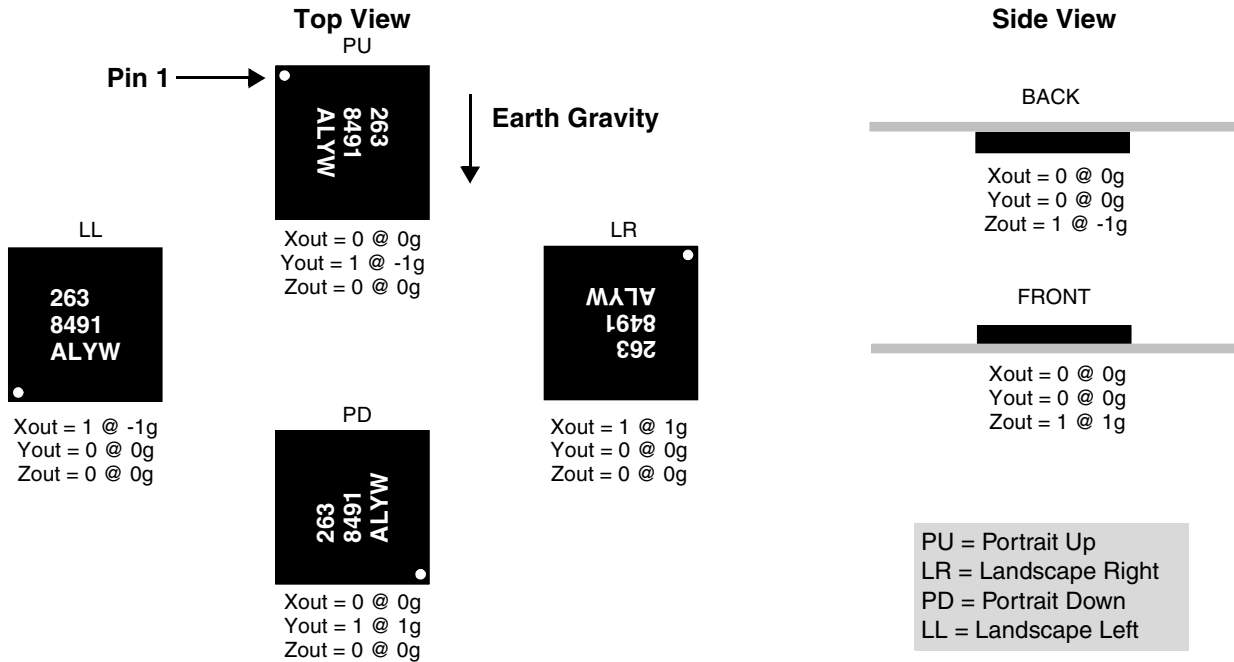 Top View
PU
Pin 1
263
8491
ALYW
Earth Gravity
Xout = 0 @ 0g
Yout = 1 @ -1g
Zout = 0 @ 0g
LL
263
8491
ALYW
Xout = 1 @ -1g
Yout = 0 @ 0g
Zout = 0 @ 0g
LR
263
8491
ALYW
Xout = 1 @ 1g
Yout = 0 @ 0g
Zout = 0 @ 0g
PD
263
8491
ALYW
Xout = 0 @ 0g
Yout = 1 @ 1g
Zout = 0 @ 0g
Side View
BACK
Xout = 0 @ 0g
Yout = 0 @ 0g
Zout = 1 @ -1g
FRONT
Xout = 0 @ 0g
Yout = 0 @ 0g
Zout = 1 @ 1g
PU = Portrait Up
LR = Landscape Right
PD = Portrait Down
LL = Landscape Left